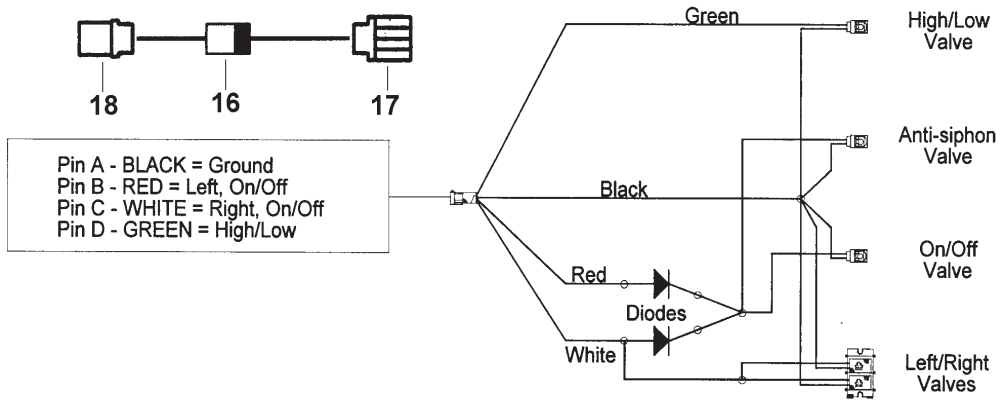 18
16
17
Pin A - BLACK = Ground
Pin B - RED = Left, On/Off
Pin C - WHITE = Right, On/Off
Pin D - GREEN = High/Low
Green
High/Low
Valve
Anti-siphon
Valve
Black
On/Off
Valve
Red
Diodes
White
Left/Right
Valves